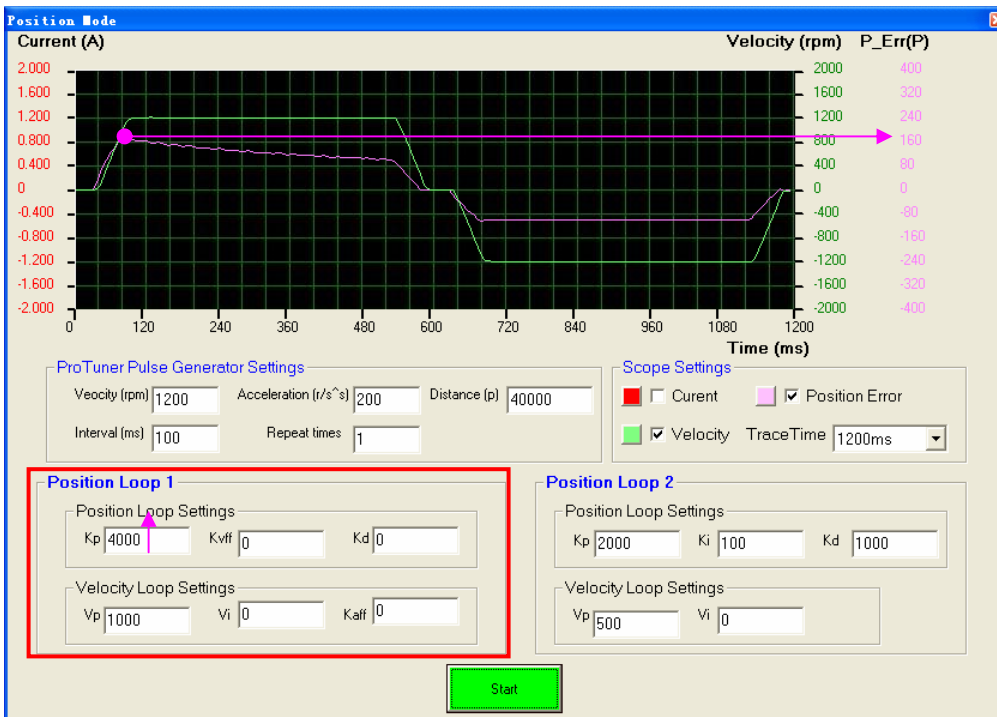 Position Mode
Current (A) Velocity (rpm) P_Err(P)
2.000 2000 400
1.600 1600 320
1.200 1200 240
0.800 800 160
0.400 400 80
0 0 0
-0.400 -400 -80
-0.800 -800 -160
-1.200 -1200 -240
-1.600 -1600 -320
-2.000 -2000 -400
0 120 240 360 480 600 720 840 960 1080 1200
Time (ms)
ProTuner Pulse Generator Settings
Veocity (rpm) 1200 Acceleration (r/s^s) 200 Distance (p) 40000
Interval (ms) 100 Repeat times 1
Scope Settings
Curent Position Error
Velocity TraceTime 1200ms
Position Loop 1
Position Loop Settings
Kp 4000 Kvff 0 Kd 0
Velocity Loop Settings
Vp 1000 Vi 0 Kaff 0
Position Loop 2
Position Loop Settings
Kp 2000 Ki 100 Kd 1000
Velocity Loop Settings
Vp 500 Vi 0
Start